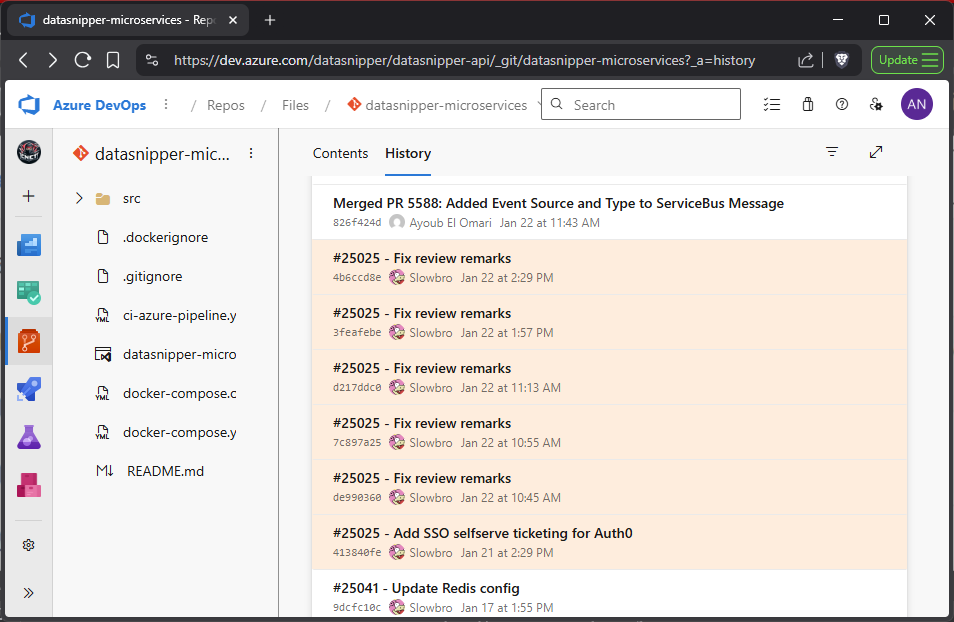 datasnipper-microservices - Repo
https://dev.azure.com/datasnipper/datasnipper-api/_git/datasnipper-microservices?_a=history
Update
Azure DevOps
/ Repos / Files / datasnipper-microservices
Search
AN
datasnipper-mic...
src
.dockerignore
.gitignore
YML ci-azure-pipeline.y
datasnipper-micro
YML docker-compose.c
YML docker-compose.y
M↓ README.md
Contents
History
Merged PR 5588: Added Event Source and Type to ServiceBus Message
826f424d Ayoub El Omari Jan 22 at 11:43 AM
#25025 - Fix review remarks
4b6ccd8e Slowbro Jan 22 at 2:29 PM
#25025 - Fix review remarks
3feafebe Slowbro Jan 22 at 1:57 PM
#25025 - Fix review remarks
d217ddc0 Slowbro Jan 22 at 11:13 AM
#25025 - Fix review remarks
7c897a25 Slowbro Jan 22 at 10:55 AM
#25025 - Fix review remarks
de990360 Slowbro Jan 22 at 10:45 AM
#25025 - Add SSO selfserve ticketing for Auth0
413840fe Slowbro Jan 21 at 2:29 PM
#25041 - Update Redis config
9dcfc10c Slowbro Jan 17 at 1:55 PM